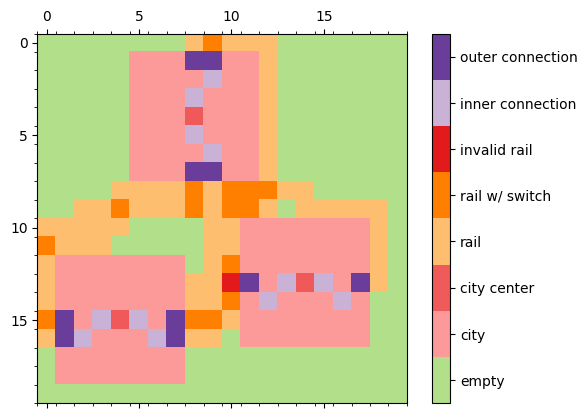 0 5 10 15
0
5
10
15
outer connection
inner connection
invalid rail
rail w/ switch
rail
city center
city
empty